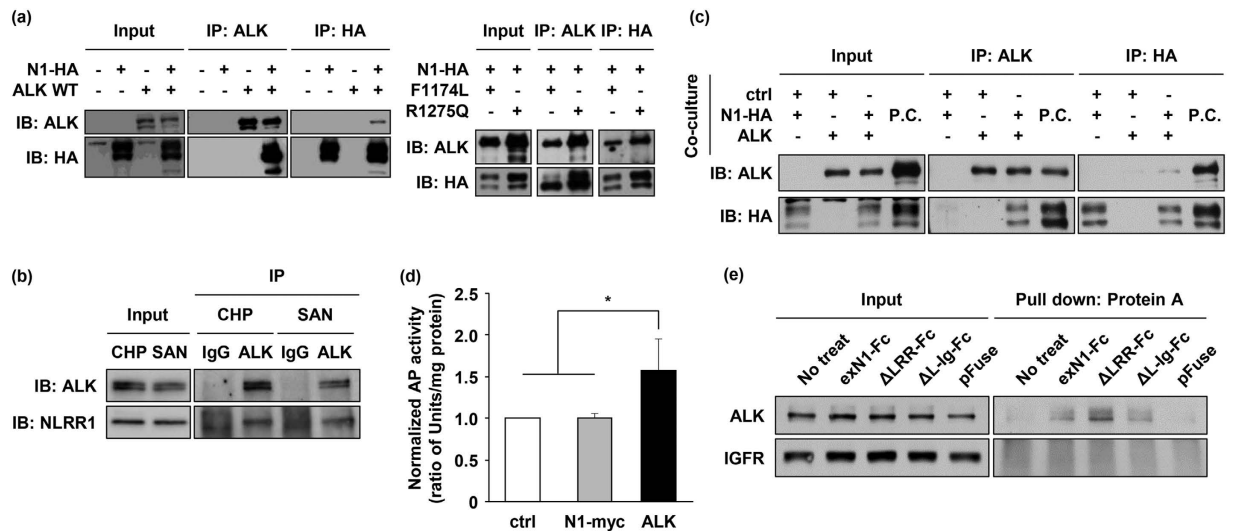 (a)
Input IP: ALK IP: HA
N1-HA - + - + - + - + - + - +
ALK WT - - + + - - + + - - + +
IB: ALK
IB: HA
Input IP: ALK IP: HA
N1-HA + + + + + +
F1174L + - + - + -
R1275Q - + - + - +
IB: ALK
IB: HA
(b)
IP
Input CHP SAN
CHP SAN IgG ALK IgG ALK
IB: ALK
IB: NLRR1
(c)
Input IP: ALK IP: HA
Co-culture
ctrl + + - + + - + + -
N1-HA + - + P.C. + - + P.C. + - + P.C.
ALK - + + - + + - + +
IB: ALK
IB: HA
(d)
Normalized AP activity
(ratio of Units/mg protein)
2.5
2.0
1.5
1.0
0.5
0.0
*
ctrl N1-myc ALK
(e)
Input Pull down: Protein A
No treat exN1-Fc ΔLRR-Fc ΔL-Ig-Fc pFuse No treat exN1-Fc ΔLRR-Fc ΔL-Ig-Fc pFuse
ALK
IGFR